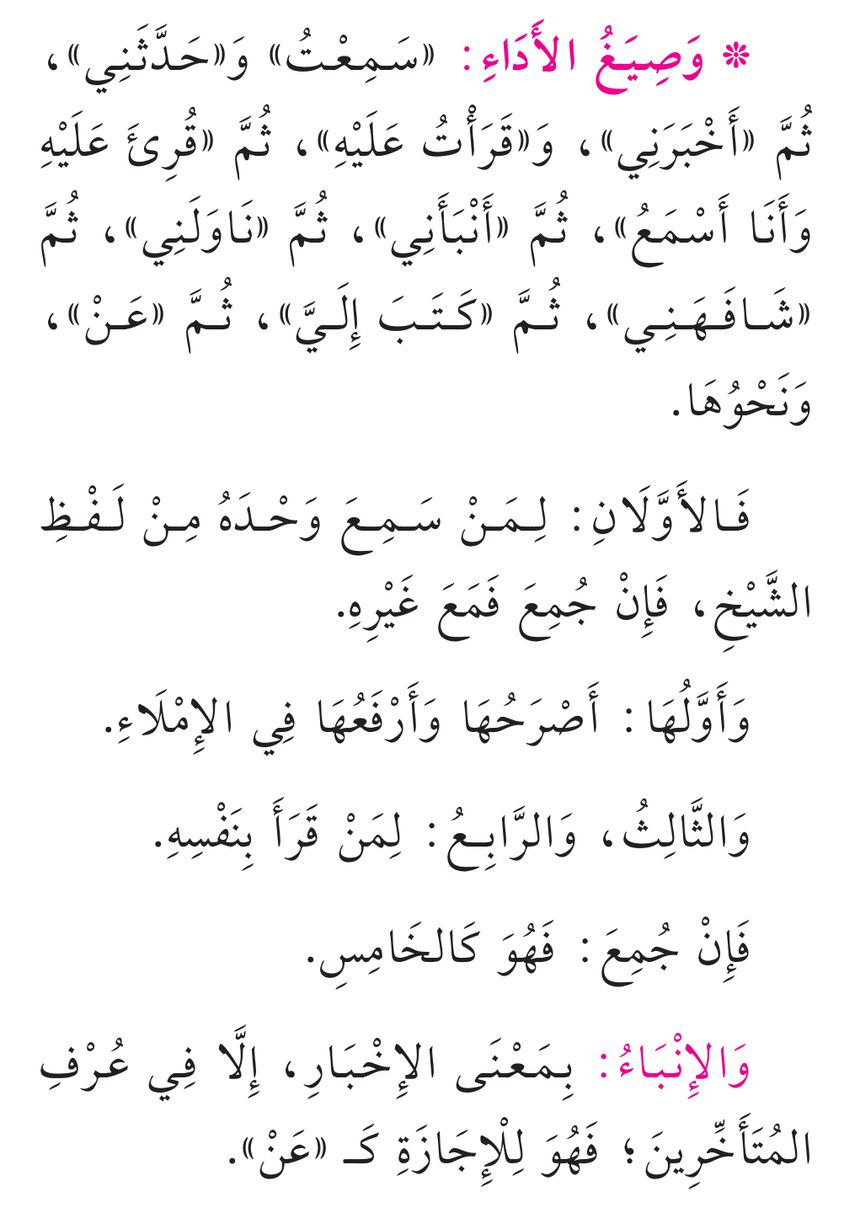 ❊ وَصِيَغُ الأَدَاءِ: «سَمِعْتُ» وَ«حَدَّثَنِي»،
ثُمَّ «أَخْبَرَنِي»، وَ«قَرَأْتُ عَلَيْهِ»، ثُمَّ «قُرِئَ عَلَيْهِ
وَأَنَا أَسْمَعُ»، ثُمَّ «أَنْبَأَنِي»، ثُمَّ «نَاوَلَنِي»، ثُمَّ
«شَافَهَنِي»، ثُمَّ «كَتَبَ إِلَيَّ»، ثُمَّ «عَنْ»،
وَنَحْوُهَا.
فَالأَوَّلَانِ: لِمَنْ سَمِعَ وَحْدَهُ مِنْ لَفْظِ
الشَّيْخِ، فَإِنْ جُمِعَ فَمَعَ غَيْرِهِ.
وَأَوَّلُهَا: أَصْرَحُهَا وَأَرْفَعُهَا فِي الإِمْلَاءِ.
وَالثَّالِثُ، وَالرَّابِعُ: لِمَنْ قَرَأَ بِنَفْسِهِ.
فَإِنْ جُمِعَ: فَهُوَ كَالخَامِسِ.
وَالإِنْبَاءُ: بِمَعْنَى الإِخْبَارِ، إِلَّا فِي عُرْفِ
المُتَأَخِّرِينَ؛ فَهُوَ لِلْإِجَازَةِ كَـ «عَنْ».